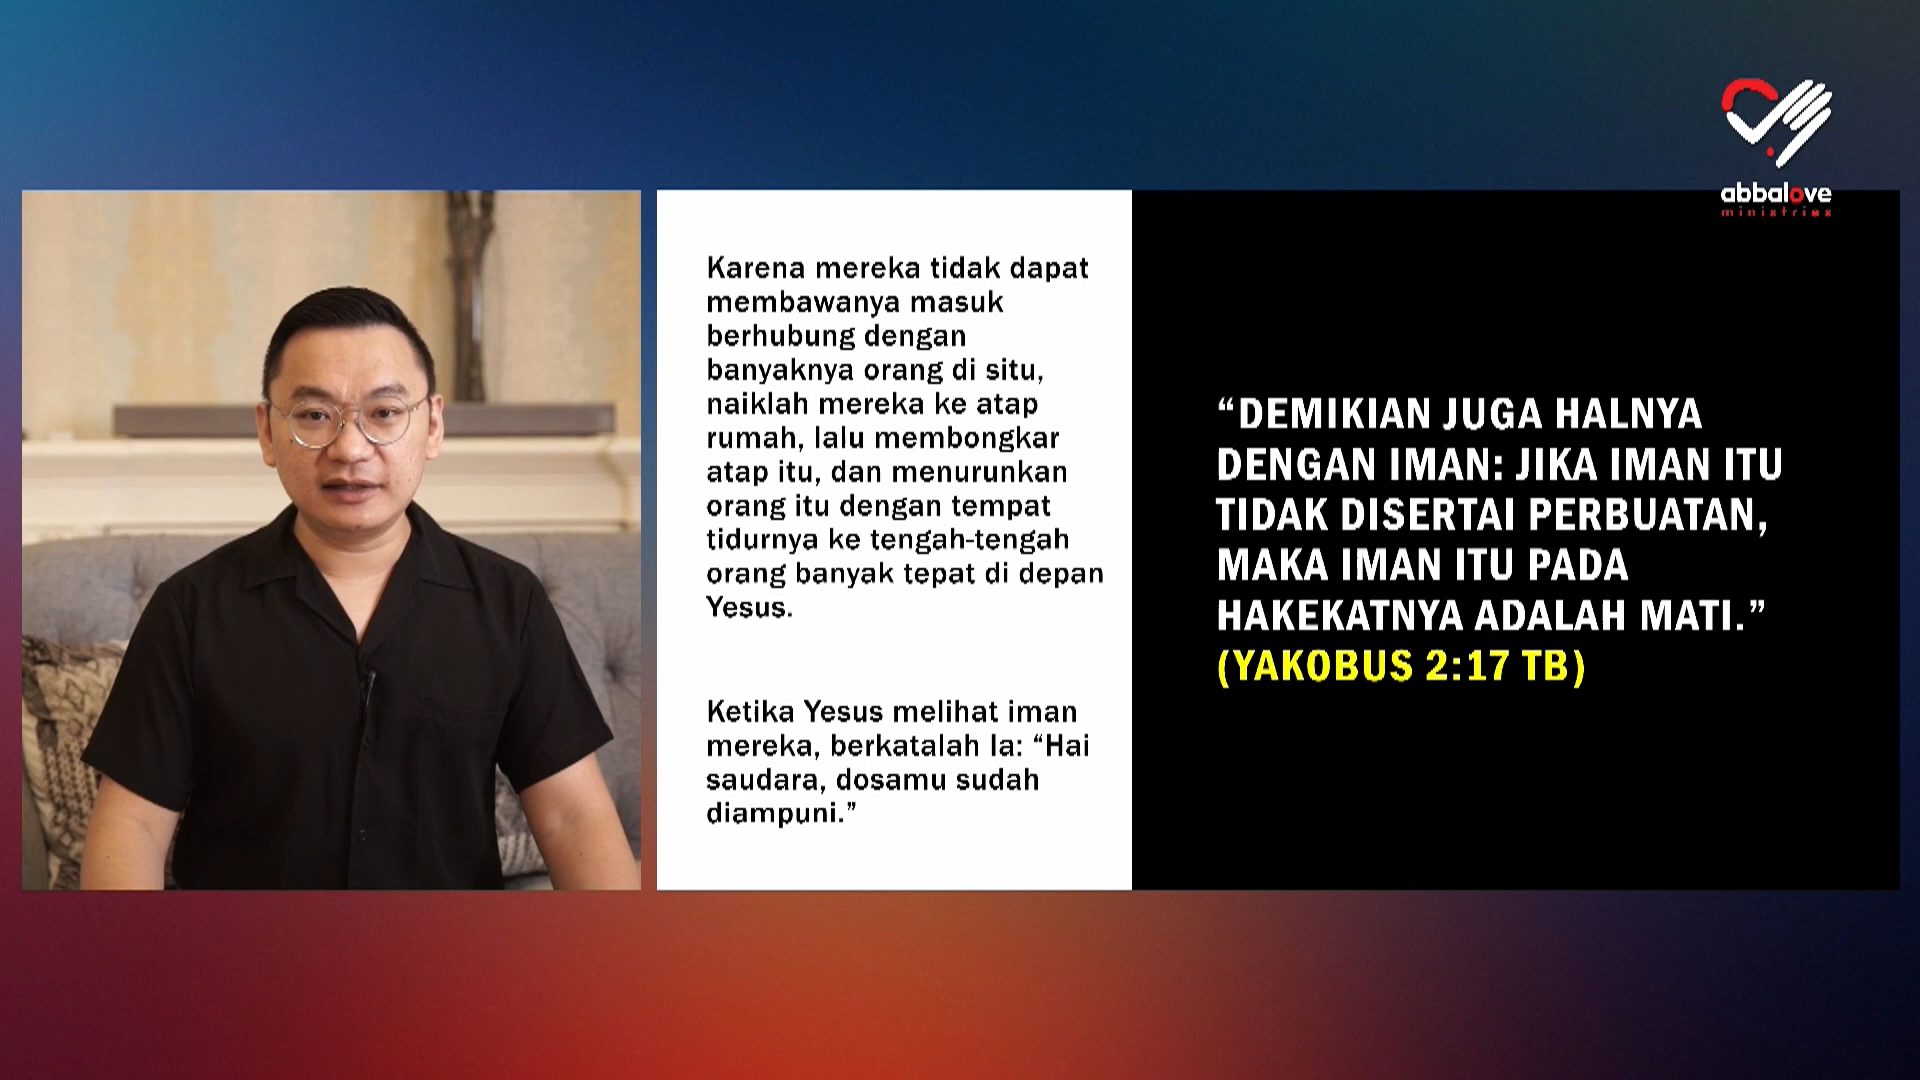 abbalove
ministries
Karena mereka tidak dapat
membawanya masuk
berhubung dengan
banyaknya orang di situ,
naiklah mereka ke atap
rumah, lalu membongkar
atap itu, dan menurunkan
orang itu dengan tempat
tidurnya ke tengah-tengah
orang banyak tepat di depan
Yesus.
Ketika Yesus melihat iman
mereka, berkatalah Ia: “Hai
saudara, dosamu sudah
diampuni.”
“DEMIKIAN JUGA HALNYA
DENGAN IMAN: JIKA IMAN ITU
TIDAK DISERTAI PERBUATAN,
MAKA IMAN ITU PADA
HAKEKATNYA ADALAH MATI.”
(YAKOBUS 2:17 TB)